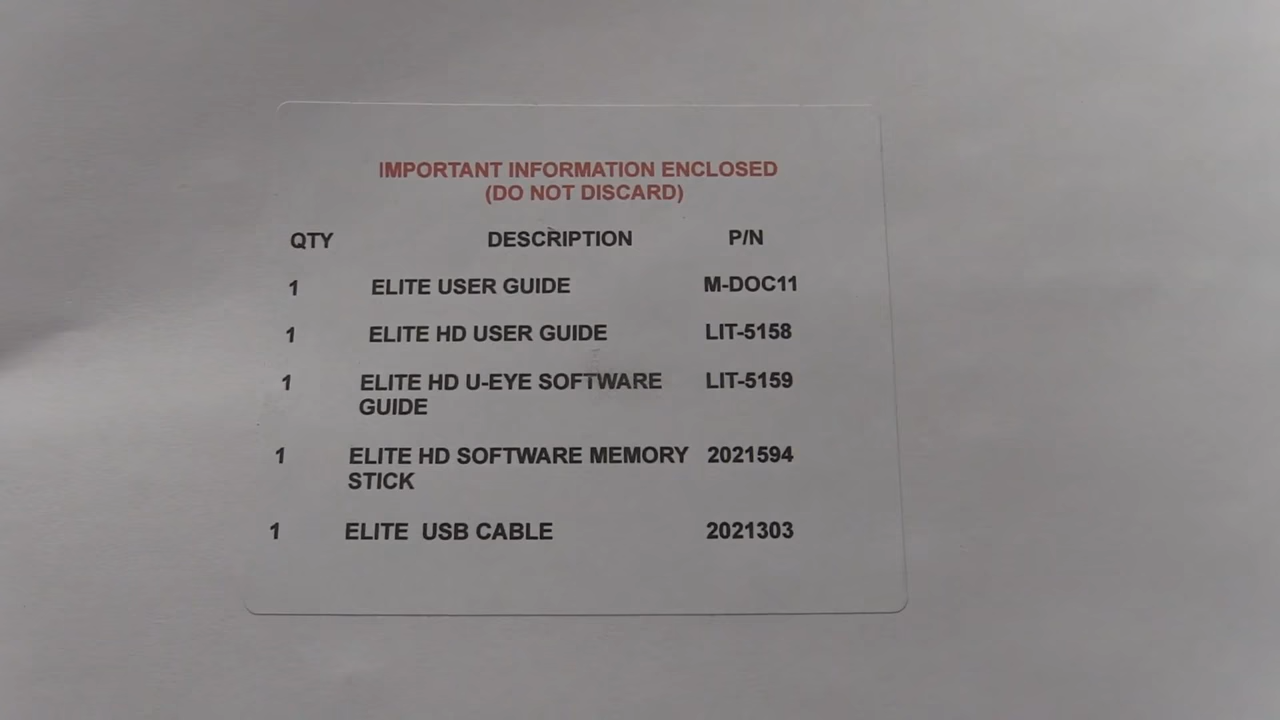 IMPORTANT INFORMATION ENCLOSED
(DO NOT DISCARD)
QTY DESCRIPTION P/N
1 ELITE USER GUIDE M-DOC11
1 ELITE HD USER GUIDE LIT-5158
1 ELITE HD U-EYE SOFTWARE LIT-5159
GUIDE
1 ELITE HD SOFTWARE MEMORY 2021594
STICK
1 ELITE USB CABLE 2021303